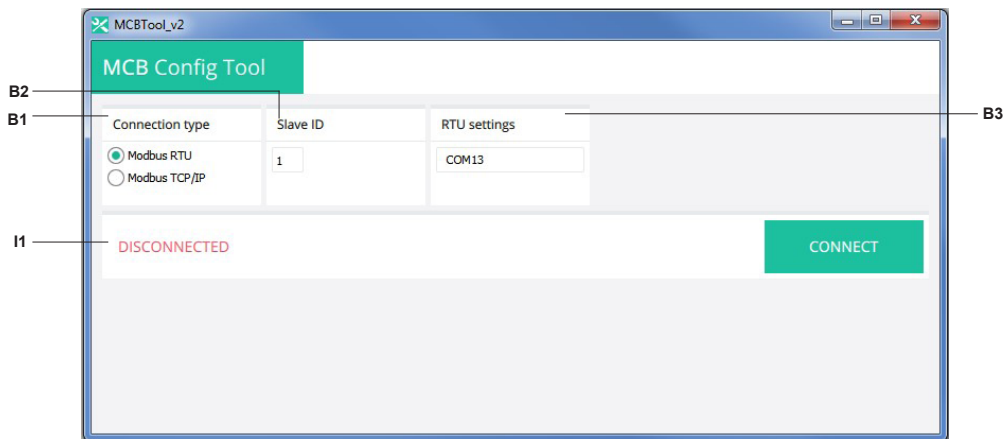 MCBTool_v2
MCB Config Tool
B2
B1
B3
Connection type
Slave ID
RTU settings
Modbus RTU
1
COM13
Modbus TCP/IP
I1
DISCONNECTED
CONNECT